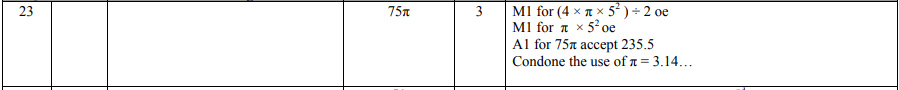 23 75π 3 M1 for (4 × π × 5²) ÷ 2 oe
M1 for π × 5² oe
A1 for 75π accept 235.5
Condone the use of π = 3.14…